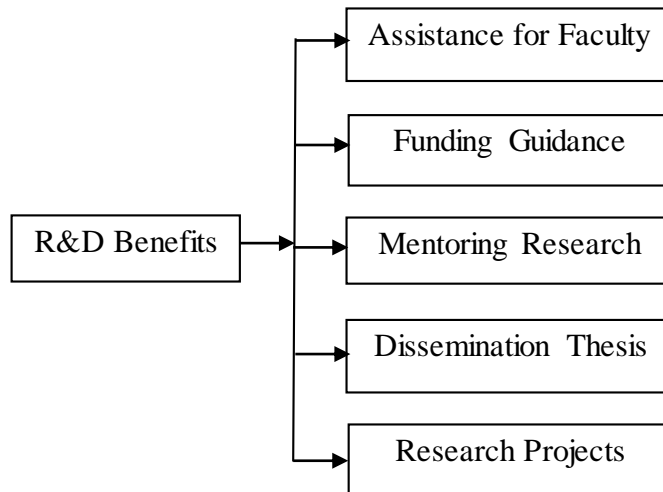 Assistance for Faculty
Funding Guidance
R&D Benefits
Mentoring Research
Dissemination Thesis
Research Projects